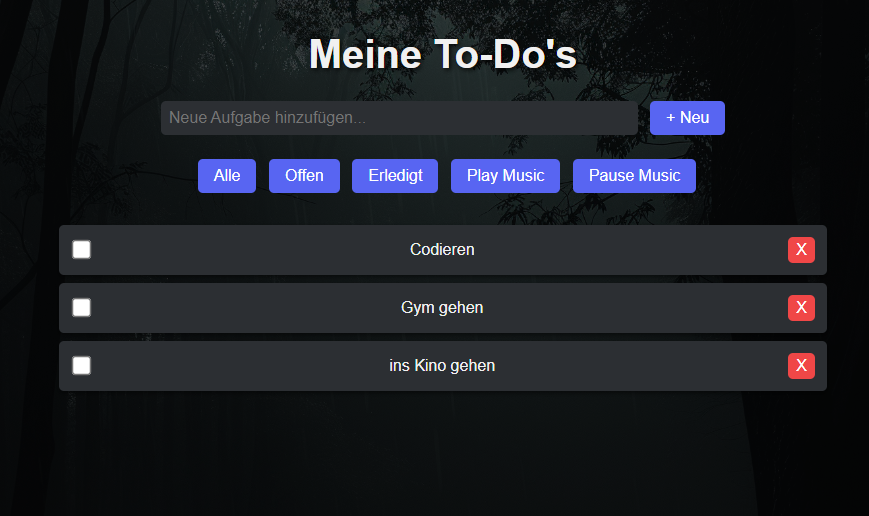 Meine To-Do's
Neue Aufgabe hinzufügen... + Neu
Alle Offen Erledigt Play Music Pause Music
Codieren X
Gym gehen X
ins Kino gehen X